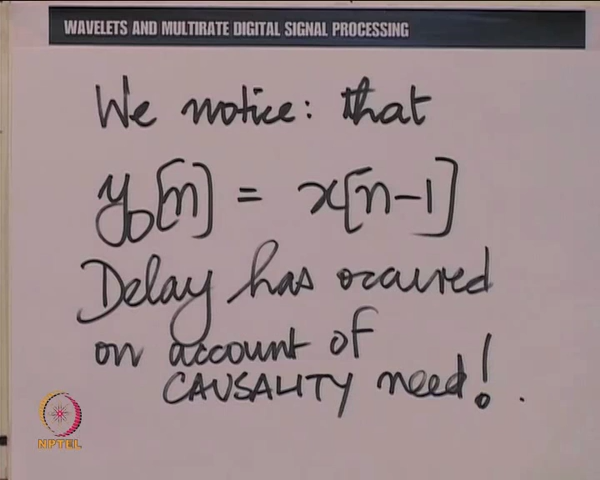 WAVELETS AND MULTIRATE DIGITAL SIGNAL PROCESSING
We notice: that
y₀[n] = x[n-1]
Delay has occurred
on account of
CAUSALITY need!.
NPTEL